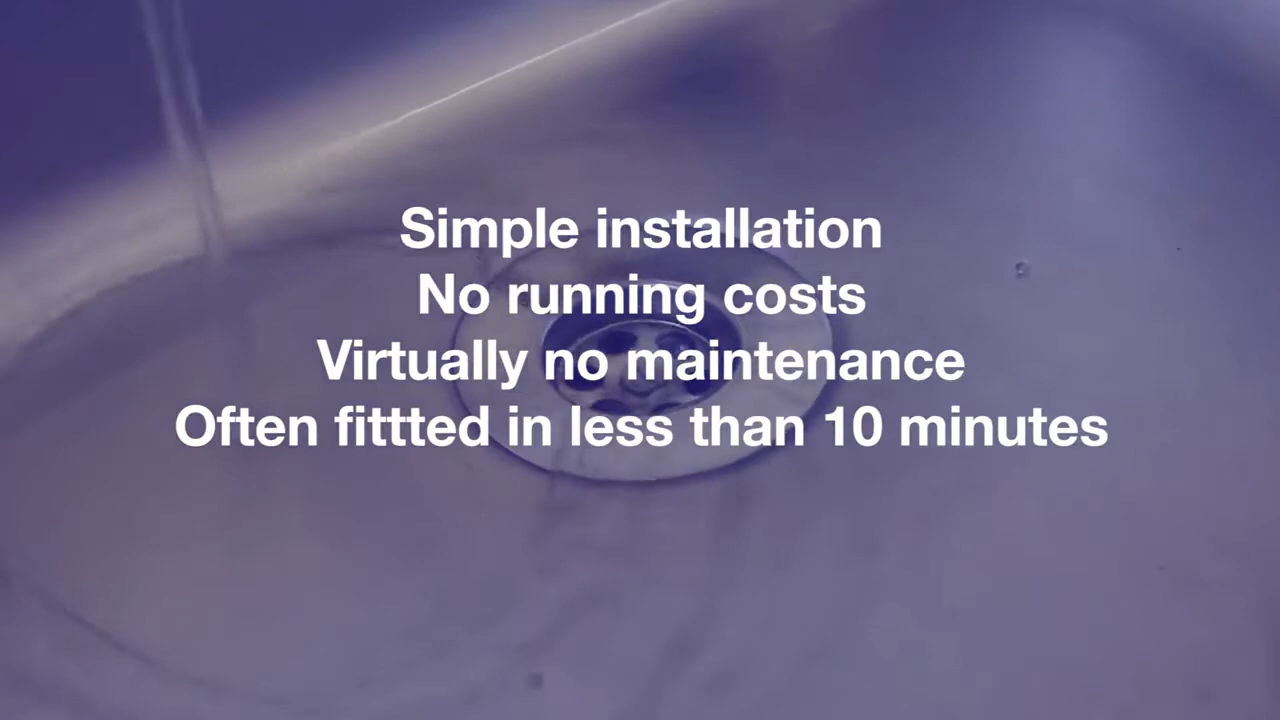 Simple installation
No running costs
Virtually no maintenance
Often fittted in less than 10 minutes